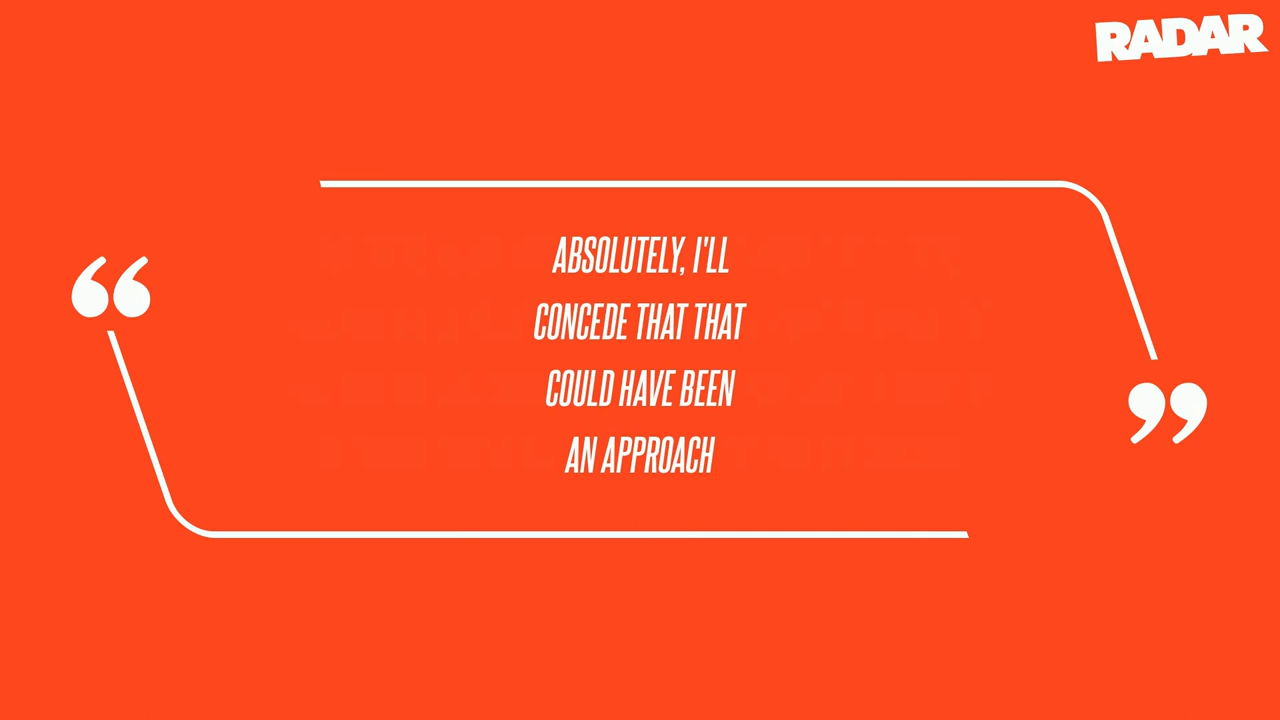 RADAR
ABSOLUTELY, I'LL
CONCEDE THAT THAT
COULD HAVE BEEN
AN APPROACH